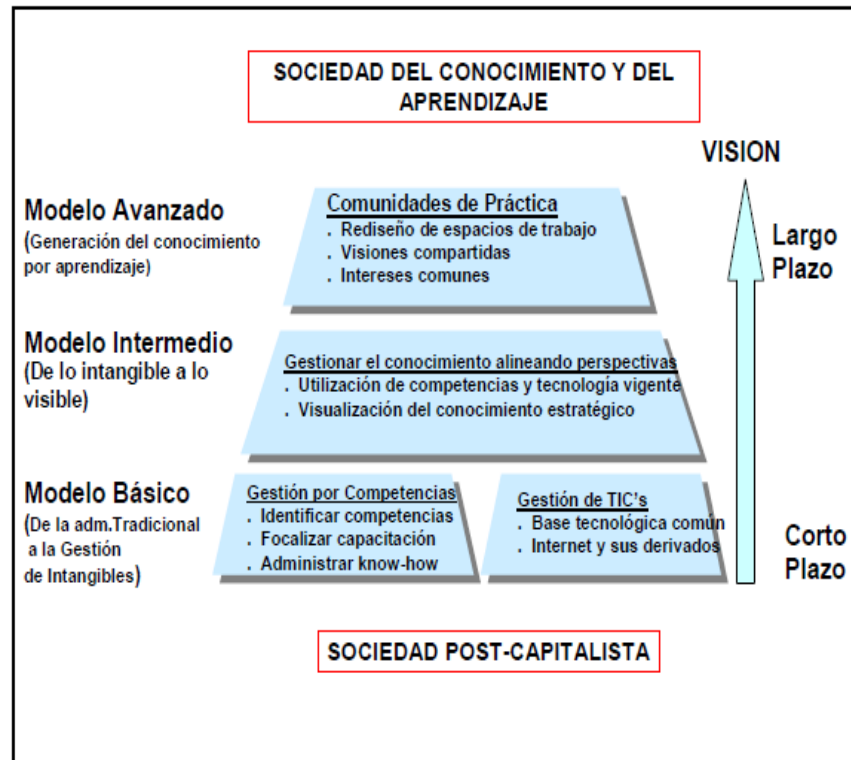 SOCIEDAD DEL CONOCIMIENTO Y DEL
APRENDIZAJE
VISION
Modelo Avanzado
(Generación del conocimiento
por aprendizaje)
Comunidades de Práctica
. Rediseño de espacios de trabajo
. Visiones compartidas
. Intereses comunes
Largo
Plazo
Modelo Intermedio
(De lo intangible a lo
visible)
Gestionar el conocimiento alineando perspectivas
. Utilización de competencias y tecnología vigente
. Visualización del conocimiento estratégico
Modelo Básico
(De la adm.Tradicional
a la Gestión
de Intangibles)
Gestión por Competencias
. Identificar competencias
. Focalizar capacitación
. Administrar know-how
Gestión de TIC's
. Base tecnológica común
. Internet y sus derivados
Corto
Plazo
SOCIEDAD POST-CAPITALISTA